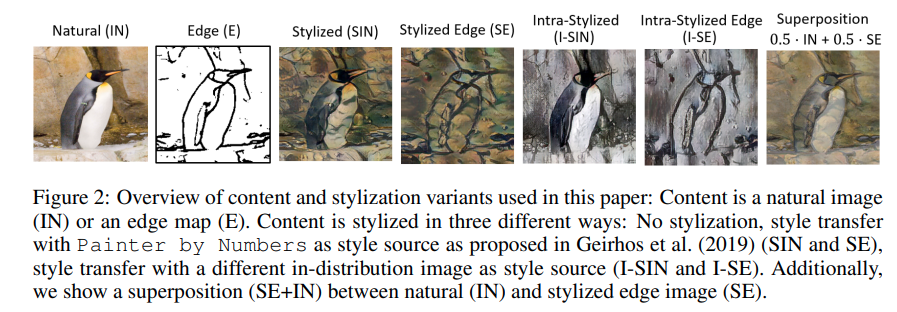 Natural (IN)
Edge (E)
Stylized (SIN)
Stylized Edge (SE)
Intra-Stylized
(I-SIN)
Intra-Stylized Edge
(I-SE)
Superposition
0.5 · IN + 0.5 · SE
Figure 2: Overview of content and stylization variants used in this paper: Content is a natural image
(IN) or an edge map (E). Content is stylized in three different ways: No stylization, style transfer
with Painter by Numbers as style source as proposed in Geirhos et al. (2019) (SIN and SE),
style transfer with a different in-distribution image as style source (I-SIN and I-SE). Additionally,
we show a superposition (SE+IN) between natural (IN) and stylized edge image (SE).